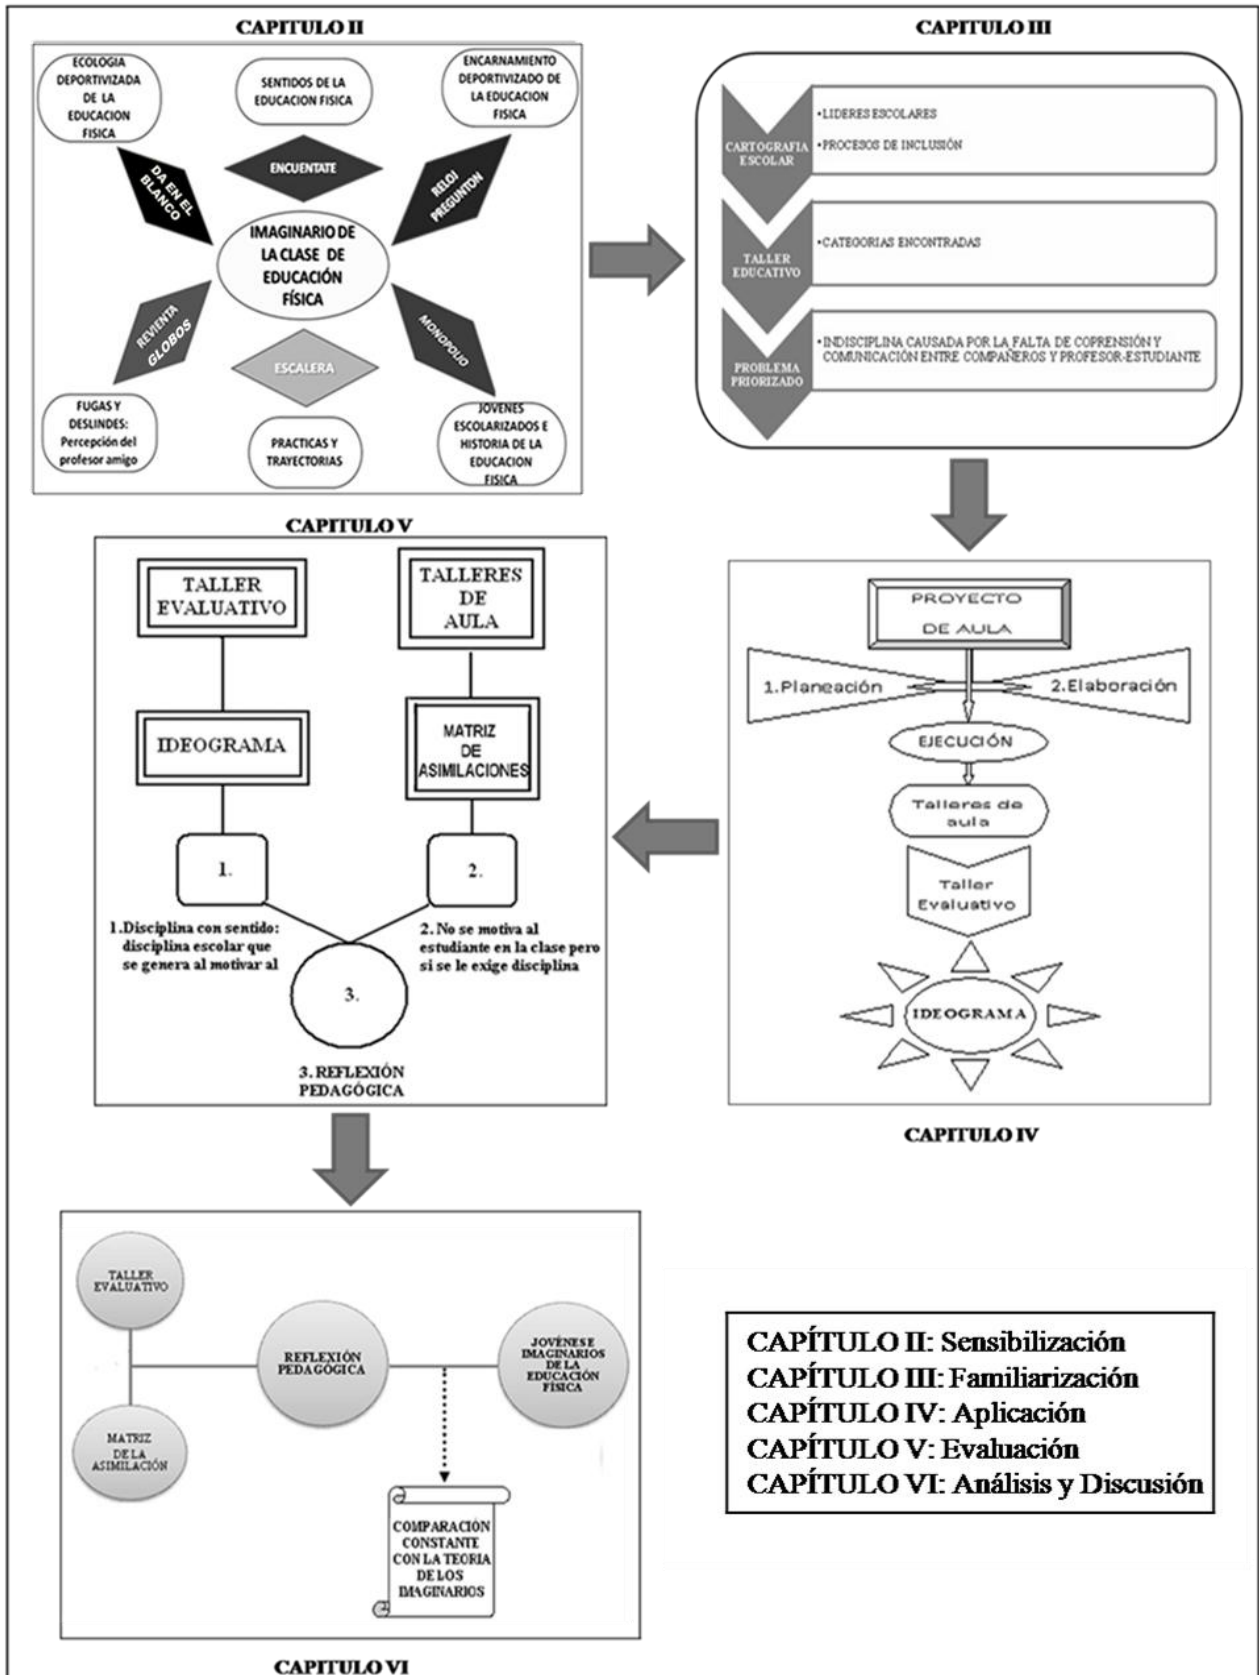 CAPITULO II
ECOLOGIA
DEPORTIVIZADA
DE LA
EDUCACION
FISICA
SENTIDOS DE LA
EDUCACION FISICA
ENCARNAMIENTO
DEPORTIVIZADO DE
LA EDUCACION
FISICA
DA EN EL
BLANCO
ENCUENTATE
RELOJ
PREGUNTON
IMAGINARIO DE
LA CLASE DE
EDUCACIÓN
FÍSICA
REVIENTA
GLOBOS
ESCALERA
MONOPOLIO
FUGAS Y
DESLINDES:
Percepción del
profesor amigo
PRACTICAS Y
TRAYECTORIAS
JOVENES
ESCOLARIZADOS E
HISTORIA DE LA
EDUCACION
FISICA
CAPITULO III
CARTOGRAFIA
ESCOLAR
•LIDERES ESCOLARES
•PROCESOS DE INCLUSIÓN
TALLER
EDUCATIVO
•CATEGORIAS ENCONTRADAS
PROBLEMA
PRIORIZADO
•INDISCIPLINA CAUSADA POR LA FALTA DE COPRENSIÓN Y
COMUNICACIÓN ENTRE COMPAÑEROS Y PROFESOR-ESTUDIANTE
PROYECTO
DE AULA
1.Planeación
2.Elaboración
EJECUCIÓN
Talleres de
aula
Taller
Evaluativo
IDEOGRAMA
CAPITULO IV
CAPITULO V
TALLER
EVALUATIVO
TALLERES
DE
AULA
IDEOGRAMA
MATRIZ
DE
ASIMILACIONES
1.
2.
1.Disciplina con sentido:
disciplina escolar que
se genera al motivar al
2. No se motiva al
estudiante en la clase pero
si se le exige disciplina
3.
3. REFLEXIÓN
PEDAGÓGICA
TALLER
EVALUATIVO
MATRIZ
DE LA
ASIMILACIÓN
REFLEXIÓN
PEDAGÓGICA
JOVÉNES E
IMAGINARIOS
DE LA
EDUCACIÓN
FÍSICA
COMPARACIÓN
CONSTANTE
CON LA TEORIA
DE LOS
IMAGINARIOS
CAPITULO VI
CAPÍTULO II: Sensibilización
CAPÍTULO III: Familiarización
CAPÍTULO IV: Aplicación
CAPÍTULO V: Evaluación
CAPÍTULO VI: Análisis y Discusión